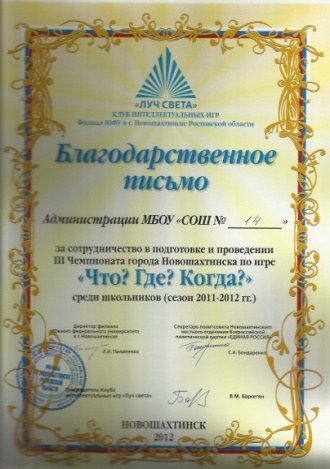 «ЛУЧ СВЕТА»
КЛУБ ИНТЕЛЛЕКТУАЛЬНЫХ ИГР
Филиал ЮФУ в г. Новошахтинске Ростовской области
Благодарственное
письмо
Администрации МБОУ «СОШ № 14 »
за сотрудничество в подготовке и проведении
III Чемпионата города Новошахтинска по игре
«Что? Где? Когда?»
среди школьников (сезон 2011-2012 гг.)
Директор филиала
Южного федерального университета
в г. Новошахтинске
Л.А. Пилипенко
Секретарь политсовета Новошахтинского
местного отделения Всероссийской
политической партии «ЕДИНАЯ РОССИЯ»
С.А. Бондаренко
Клуба
интеллектуальных игр «Луч света»
В.М. Барсегян
НОВОШАХТИНСК
2012